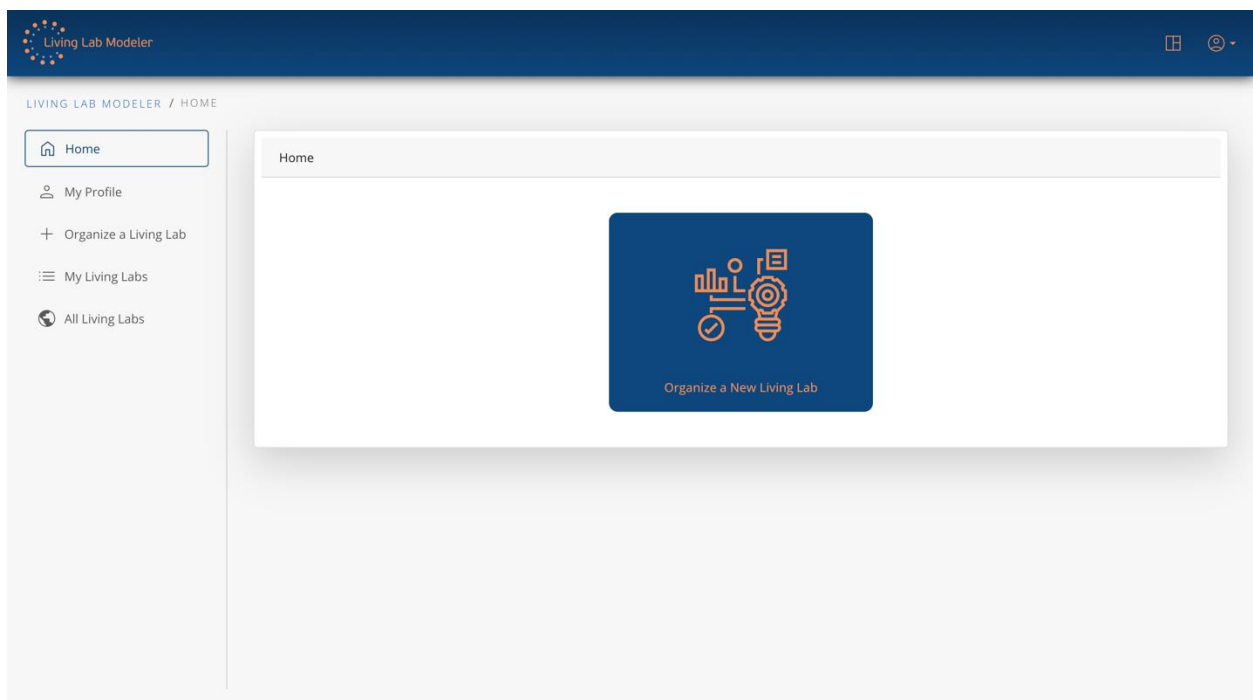 Living Lab Modeler
LIVING LAB MODELER / HOME
Home
My Profile
Organize a Living Lab
My Living Labs
All Living Labs
Home
Organize a New Living Lab